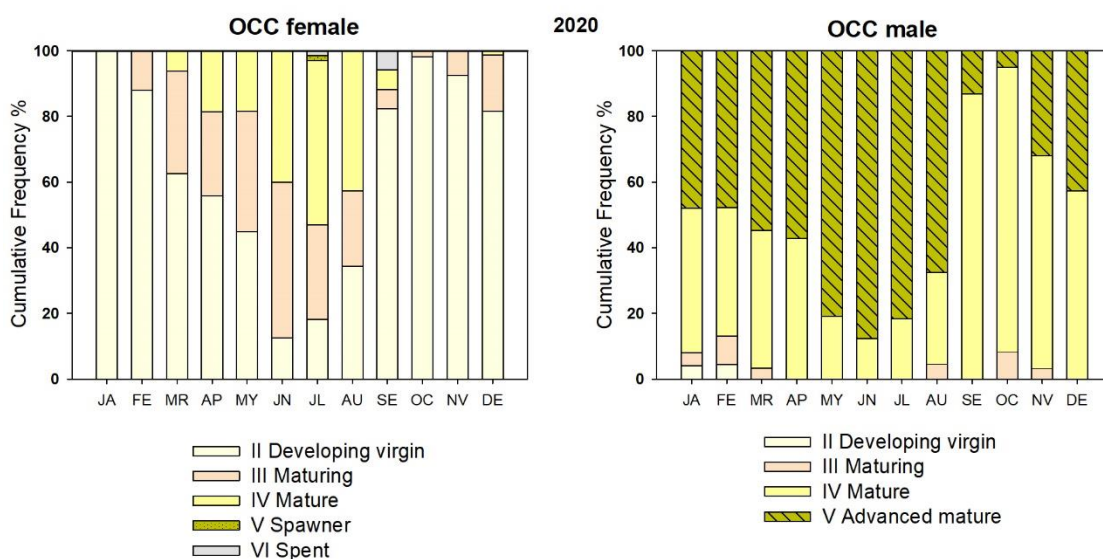 OCC female
2020
OCC male
Cumulative Frequency %
100
80
60
40
20
0
JA FE MR AP MY JN JL AU SE OC NV DE
II Developing virgin
III Maturing
IV Mature
V Spawner
VI Spent
Cumulative Frequency %
100
80
60
40
20
0
JA FE MR AP MY JN JL AU SE OC NV DE
II Developing virgin
III Maturing
IV Mature
V Advanced mature